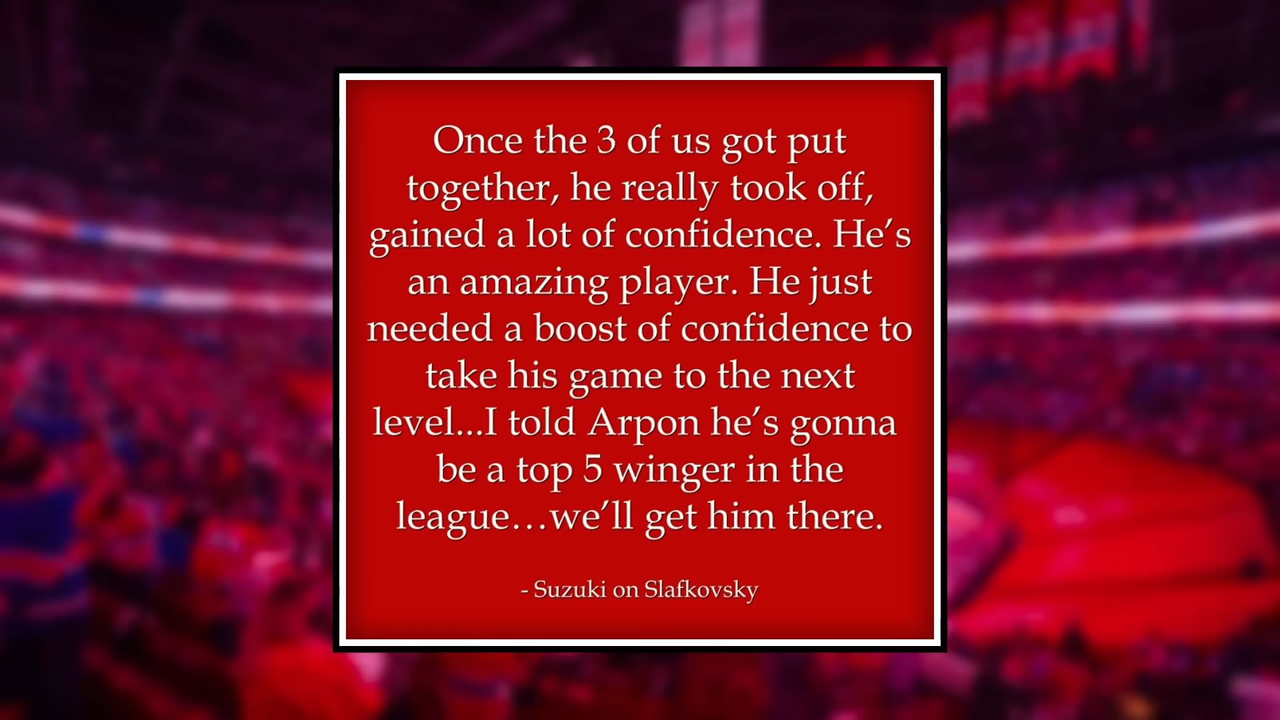 Once the 3 of us got put
together, he really took off,
gained a lot of confidence. He’s
an amazing player. He just
needed a boost of confidence to
take his game to the next
level...I told Arpon he’s gonna
be a top 5 winger in the
league…we’ll get him there.
- Suzuki on Slafkovsky